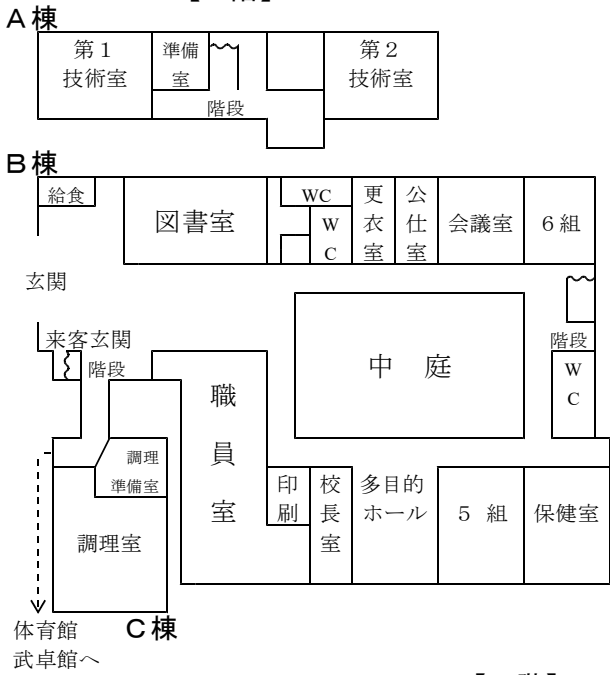 A棟
第1
技術室
準備
室
階段
第2
技術室
B棟
給食
図書室
WC
W
C
更
衣
室
公
仕
室
会議室
6組
玄関
来客玄関
階段
中 庭
階段
W
C
職
員
室
調理
準備室
調理室
印
刷
校
長
室
多目的
ホール
5 組
保健室
体育館
武卓館へ
C棟